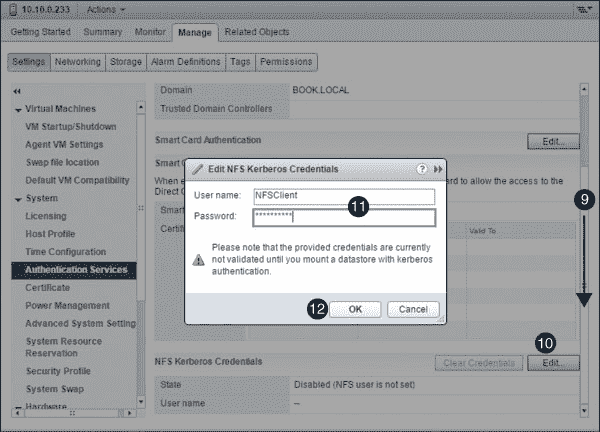 10.10.0.233 Actions
Getting Started Summary Monitor Manage Related Objects
Settings Networking Storage Alarm Definitions Tags Permissions
Virtual Machines
VM Startup/Shutdown
Agent VM Settings
Swap file location
Default VM Compatibility
System
Licensing
Host Profile
Time Configuration
Authentication Services
Certificate
Power Management
Advanced System Setting
System Resource
Reservation
Security Profile
System Swap
Hardware
Domain BOOK.LOCAL
Trusted Domain Controllers
Smart Card Authentication Edit...
Smart C
When e
rd to allow the access to the
Direct C
Smart
Certific
Valid To
Edit NFS Kerberos Credentials ?
User name: NFSClient
Password: **********
11
Please note that the provided credentials are currently
not validated until you mount a datastore with kerberos
authentication.
12 OK Cancel
9
10
NFS Kerberos Credentials Clear Credentials Edit...
State Disabled (NFS user is not set)
User name --